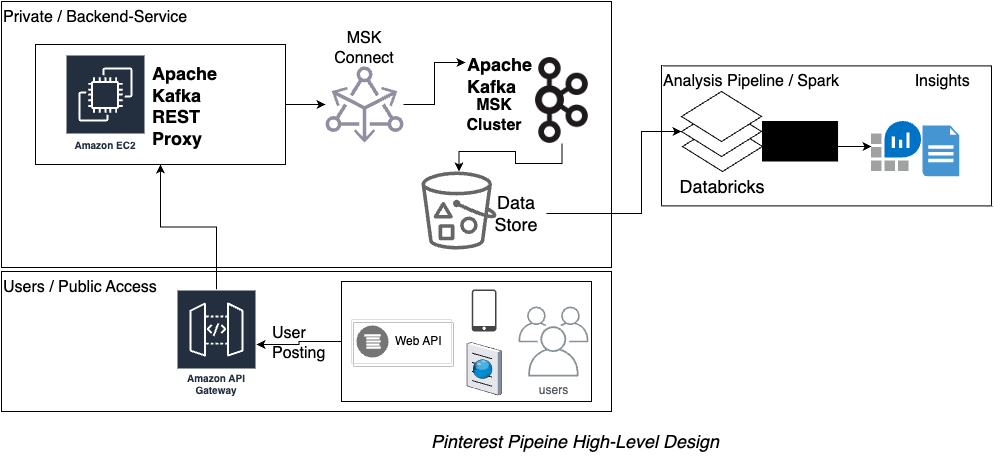 Private / Backend-Service
MSK
Connect
Apache
Kafka
REST
Proxy
Amazon EC2
Apache
Kafka
MSK
Cluster
Analysis Pipeline / Spark
Insights
Databricks
Data
Store
Users / Public Access
User
Posting
Web API
Amazon API
Gateway
users
Pinterest Pipeine High-Level Design